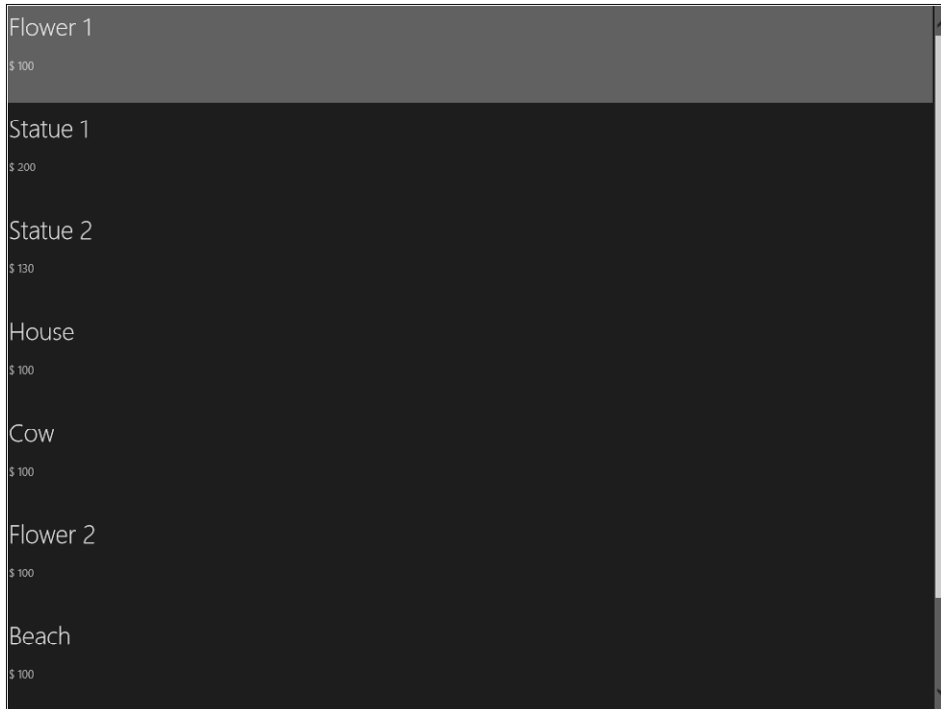 Flower 1
$ 100
Statue 1
$ 200
Statue 2
$ 130
House
$ 100
Cow
$ 100
Flower 2
$ 100
Beach
$ 100